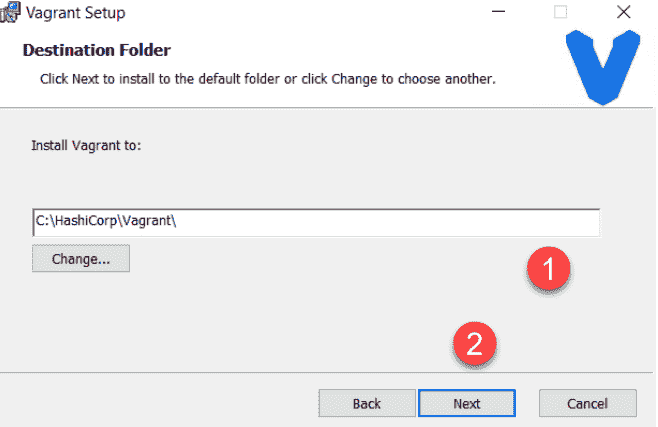 Vagrant Setup
Destination Folder
Click Next to install to the default folder or click Change to choose another.
Install Vagrant to:
C:\HashiCorp\Vagrant\
Change...
1
2
Back
Next
Cancel